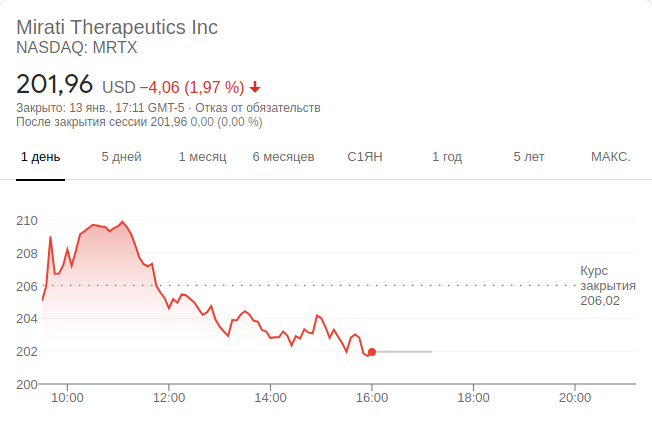 Mirati Therapeutics Inc
NASDAQ: MRTX
201,96 USD −4,06 (1,97 %)
Закрыто: 13 янв., 17:11 GMT-5 · Отказ от обязательств
После закрытия сессии 201,96 0,00 (0,00 %)
1 день 5 дней 1 месяц 6 месяцев С1ЯН 1 год 5 лет МАКС.
210
208
206
204
202
200
Курс
закрытия
206,02
10:00 12:00 14:00 16:00 18:00 20:00